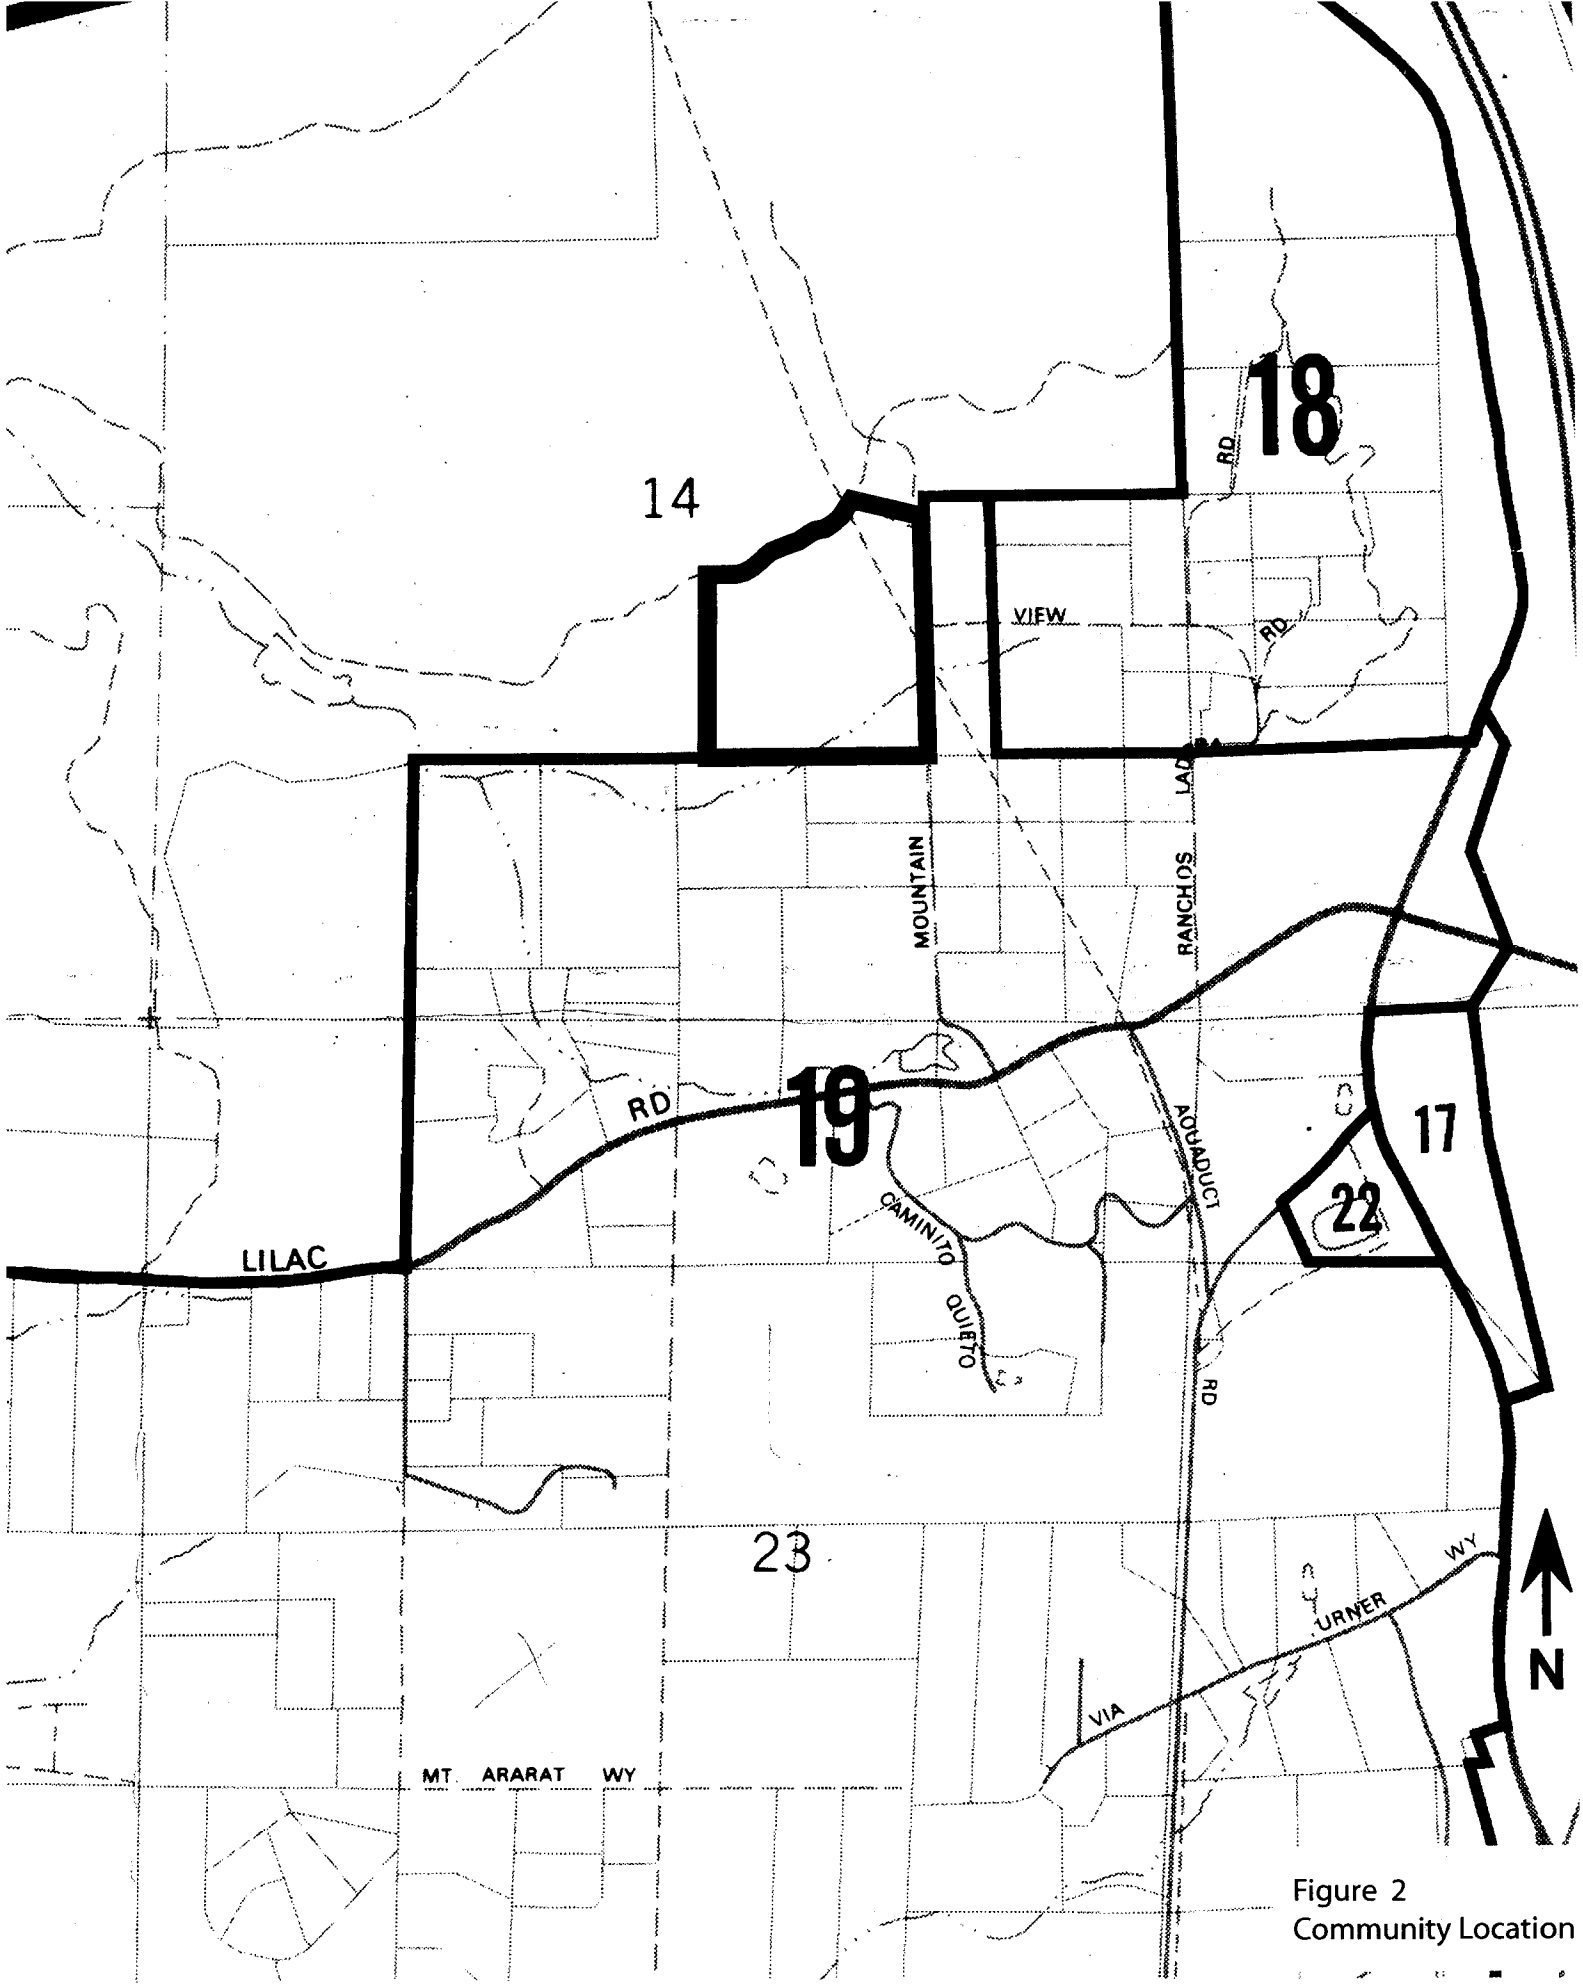 18
RD
14
VIEW
RD
LAD
MOUNTAIN
RANCHOS
19
RD
17
AQUADUCT
22
CAMINITO
LILAC
QUIETO
RD
23
WY
URNER
N
VIA
MT. ARARAT WY
Figure 2
Community Location